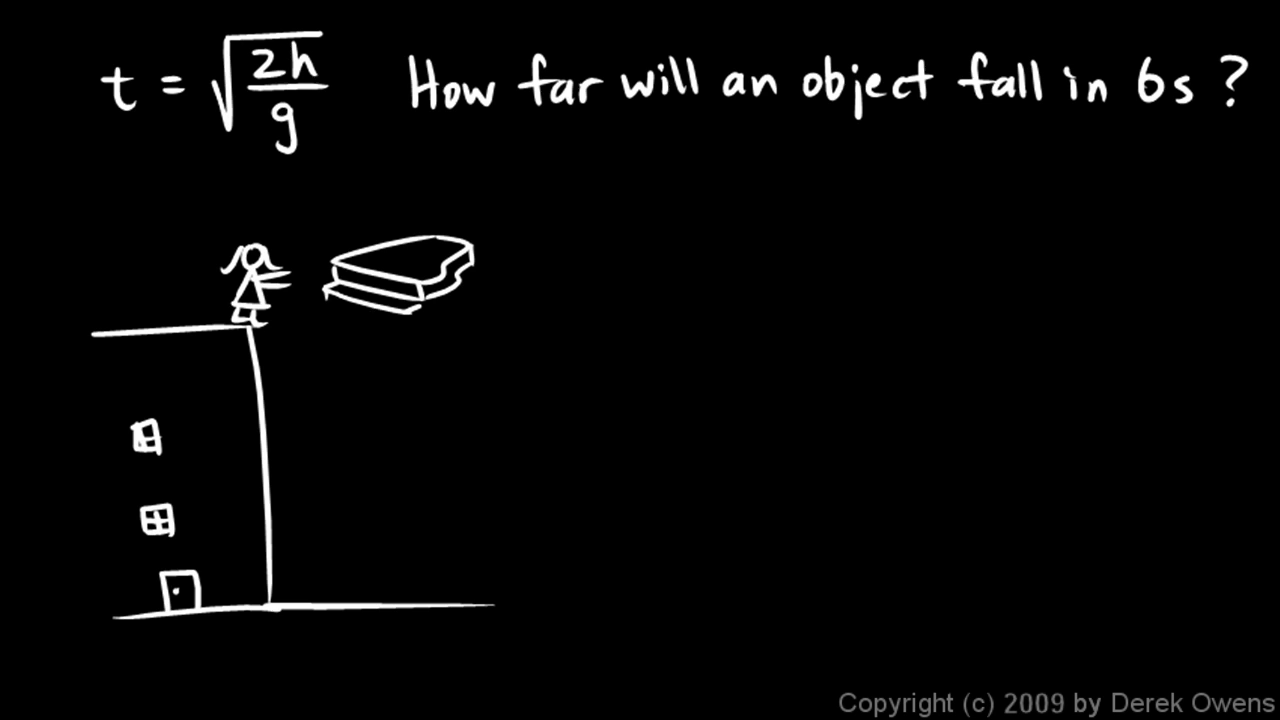 t = √(2h/g) How far will an object fall in 6s ?
Copyright (c) 2009 by Derek Owens